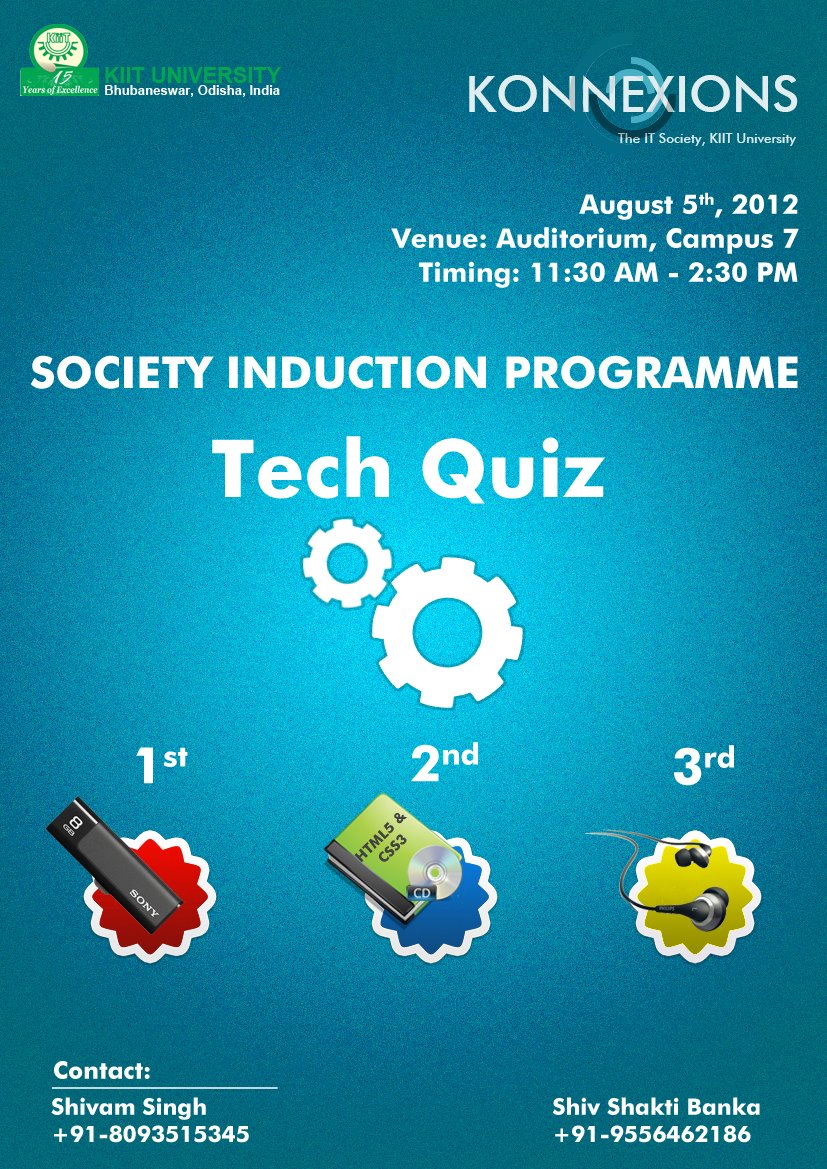 KiiT
15
Years of Excellence
KIIT UNIVERSITY
Bhubaneswar, Odisha, India
KONNEXIONS
The IT Society, KIIT University
August 5th, 2012
Venue: Auditorium, Campus 7
Timing: 11:30 AM - 2:30 PM
SOCIETY INDUCTION PROGRAMME
Tech Quiz
1st
2nd
3rd
8
GB
SONY
HTML5 &
CSS3
CD
PHILIPS
Contact:
Shivam Singh
+91-8093515345
Shiv Shakti Banka
+91-9556462186